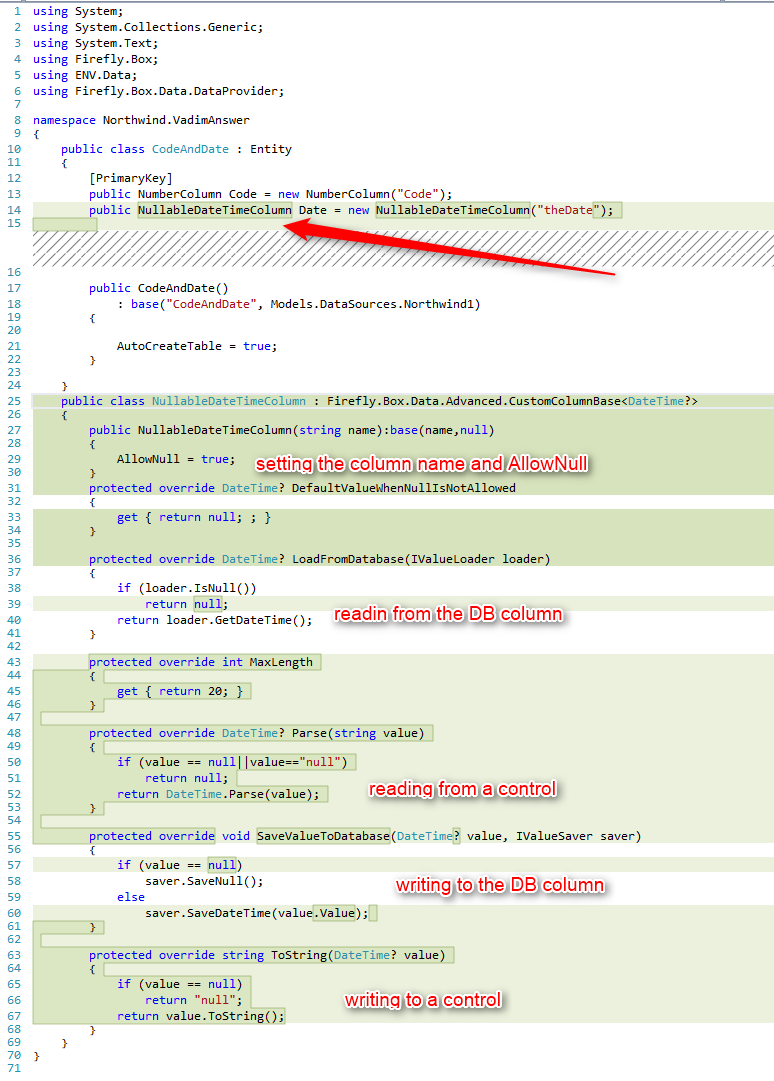 1 using System;
2 using System.Collections.Generic;
3 using System.Text;
4 using Firefly.Box;
5 using ENV.Data;
6 using Firefly.Box.Data.DataProvider;
7
8 namespace Northwind.VadimAnswer
9 {
10 public class CodeAndDate : Entity
11 {
12 [PrimaryKey]
13 public NumberColumn Code = new NumberColumn("Code");
14 public NullableDateTimeColumn Date = new NullableDateTimeColumn("theDate");
15
16
17 public CodeAndDate()
18 : base("CodeAndDate", Models.DataSources.Northwind1)
19 {
20
21 AutoCreateTable = true;
22 }
23
24 }
25 public class NullableDateTimeColumn : Firefly.Box.Data.Advanced.CustomColumnBase<DateTime?>
26 {
27 public NullableDateTimeColumn(string name):base(name,null)
28 {
29 AllowNull = true; setting the column name and AllowNull
30 }
31 protected override DateTime? DefaultValueWhenNullIsNotAllowed
32 {
33 get { return null; ; }
34 }
35
36 protected override DateTime? LoadFromDatabase(IValueLoader loader)
37 {
38 if (loader.IsNull())
39 return null; readin from the DB column
40 return loader.GetDateTime();
41 }
42
43 protected override int MaxLength
44 {
45 get { return 20; }
46 }
47
48 protected override DateTime? Parse(string value)
49 {
50 if (value == null||value=="null")
51 return null;
52 return DateTime.Parse(value); reading from a control
53 }
54
55 protected override void SaveValueToDatabase(DateTime? value, IValueSaver saver)
56 {
57 if (value == null)
58 saver.SaveNull(); writing to the DB column
59 else
60 saver.SaveDateTime(value.Value);
61 }
62
63 protected override string ToString(DateTime? value)
64 {
65 if (value == null)
66 return "null"; writing to a control
67 return value.ToString();
68 }
69 }
70 }
71